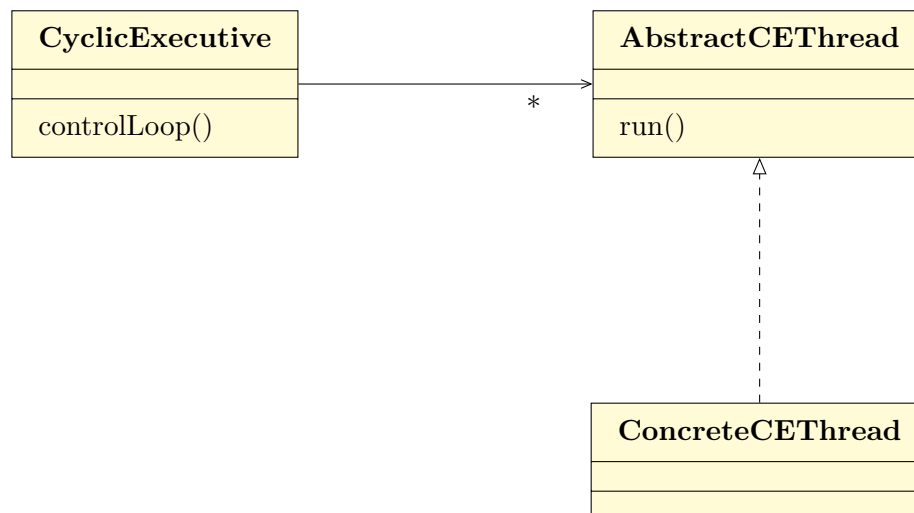 CyclicExecutive
AbstractCEThread
*
controlLoop()
run()
ConcreteCEThread